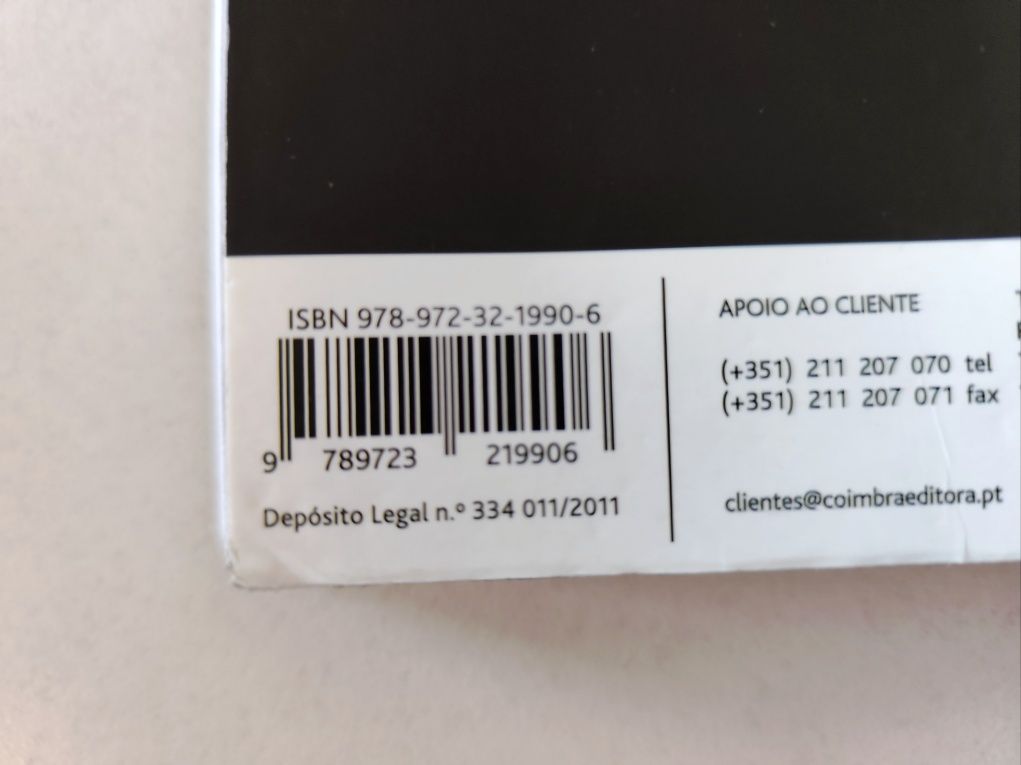 ISBN 978-972-32-1990-6
9 789723 219906
Depósito Legal n.º 334 011/2011
APOIO AO CLIENTE
(+351) 211 207 070 tel
(+351) 211 207 071 fax
clientes@coimbraeditora.pt